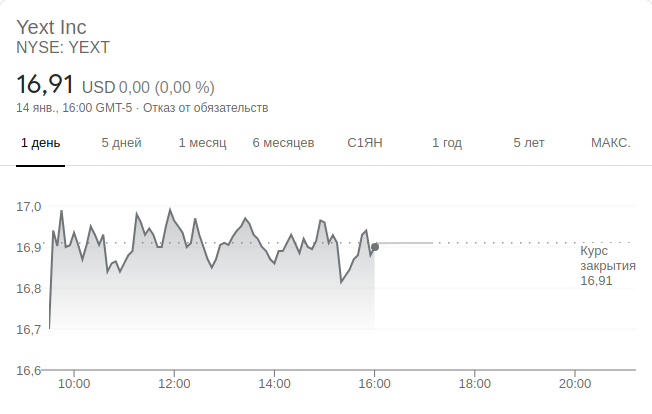 Yext Inc
NYSE: YEXT
16,91 USD 0,00 (0,00 %)
14 янв., 16:00 GMT-5 · Отказ от обязательств
1 день 5 дней 1 месяц 6 месяцев С1ЯН 1 год 5 лет МАКС.
17,0
16,9
Курс
закрытия
16,91
16,8
16,7
16,6
10:00 12:00 14:00 16:00 18:00 20:00